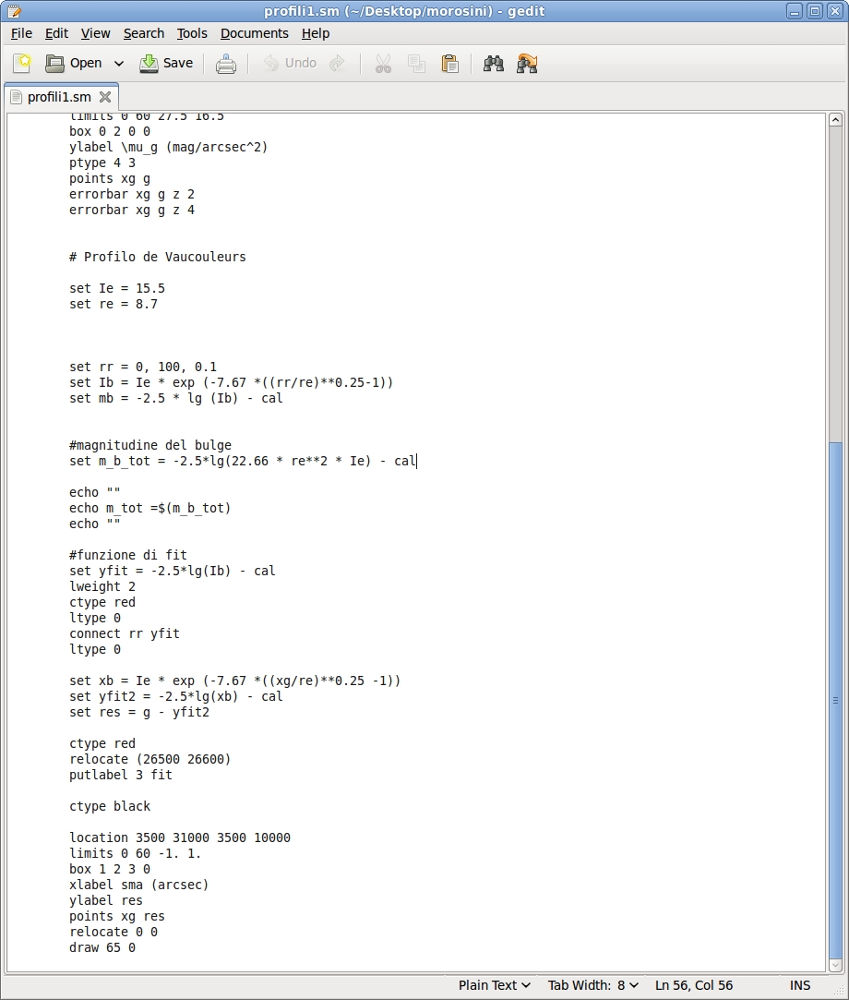 profili1.sm (~/Desktop/morosini) - gedit
File Edit View Search Tools Documents Help
Open Save Undo
profili1.sm
limits 0 60 27.5 16.5
box 0 2 0 0
ylabel \mu_g (mag/arcsec^2)
ptype 4 3
points xg g
errorbar xg g z 2
errorbar xg g z 4
# Profilo de Vaucouleurs
set Ie = 15.5
set re = 8.7
set rr = 0, 100, 0.1
set Ib = Ie * exp (-7.67 *((rr/re)**0.25-1))
set mb = -2.5 * lg (Ib) - cal
#magnitudine del bulge
set m_b_tot = -2.5*lg(22.66 * re**2 * Ie) - cal
echo ""
echo m_tot =$(m_b_tot)
echo ""
#funzione di fit
set yfit = -2.5*lg(Ib) - cal
lweight 2
ctype red
ltype 0
connect rr yfit
ltype 0
set xb = Ie * exp (-7.67 *((xg/re)**0.25 -1))
set yfit2 = -2.5*lg(xb) - cal
set res = g - yfit2
ctype red
relocate (26500 26600)
putlabel 3 fit
ctype black
location 3500 31000 3500 10000
limits 0 60 -1. 1.
box 1 2 3 0
xlabel sma (arcsec)
ylabel res
points xg res
relocate 0 0
draw 65 0
Plain Text Tab Width: 8 Ln 56, Col 56 INS